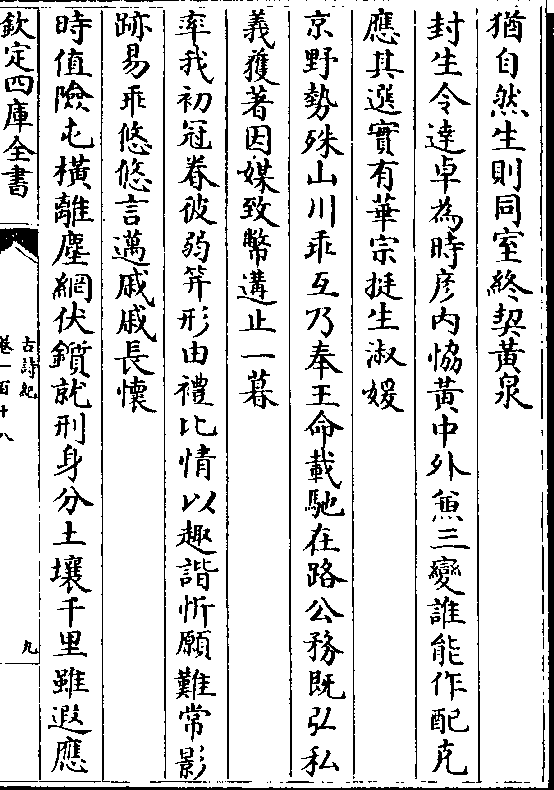 猶自然生則同室終契黄泉
封生令達卓為時彦内恊黄中外兼三變誰能作配克
應其選實有華宗挺生淑媛
京野勢殊山川乖互乃奉王命載馳在路公務既弘私
義獲著因媒致幣遘止一暮
率我初冠眷彼弱筓形由禮比情以趣諧忻願難常影
跡易乖悠悠言邁戚戚長懐
時值險屯橫離塵網伏鑕就刑身分土壤千里雖遐應
欽定四庫全書
古詩紀
卷一百十八
九